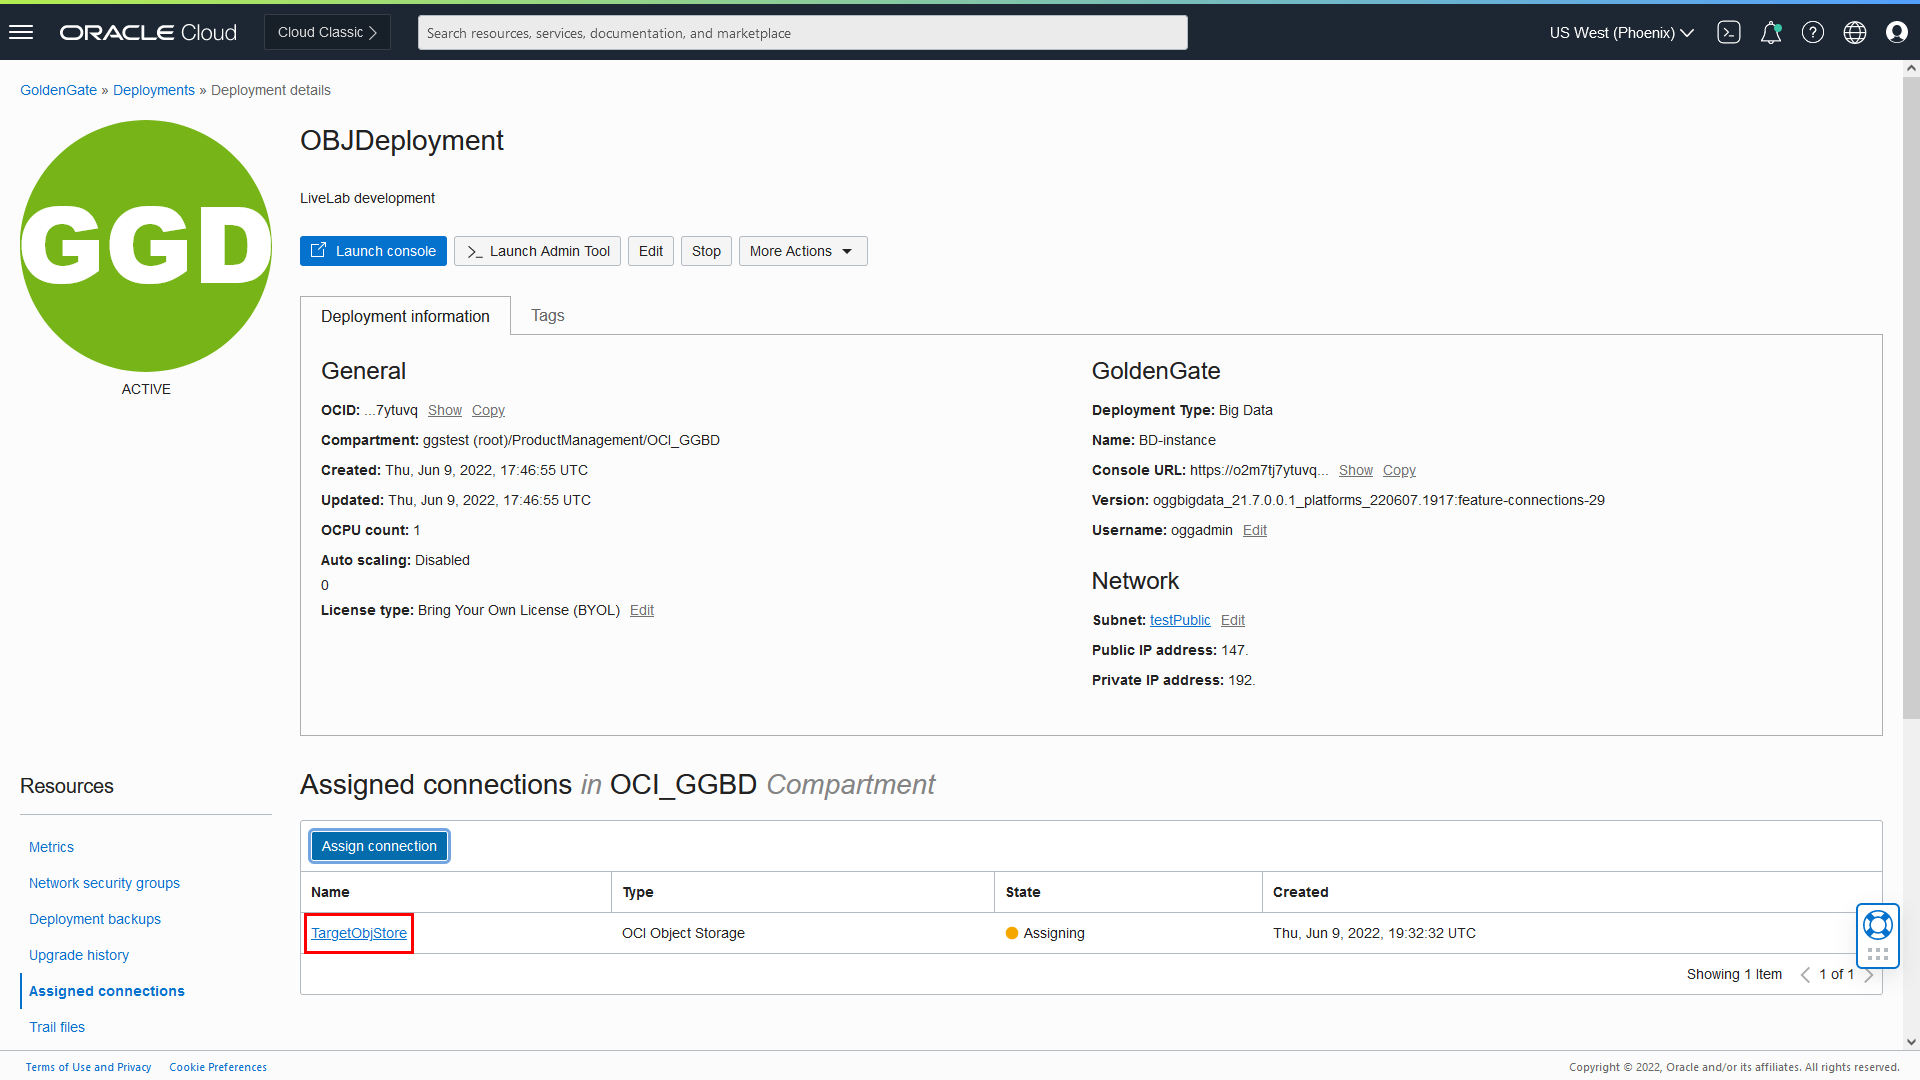 ORACLE Cloud
Cloud Classic
Search resources, services, documentation, and marketplace
US West (Phoenix)
GoldenGate » Deployments » Deployment details
GGD
ACTIVE
OBJDeployment
LiveLab development
Launch console
Launch Admin Tool
Edit
Stop
More Actions
Deployment information
Tags
General
OCID: ...7ytuvq Show Copy
Compartment: ggstest (root)/ProductManagement/OCI_GGBD
Created: Thu, Jun 9, 2022, 17:46:55 UTC
Updated: Thu, Jun 9, 2022, 17:46:55 UTC
OCPU count: 1
Auto scaling: Disabled
0
License type: Bring Your Own License (BYOL) Edit
GoldenGate
Deployment Type: Big Data
Name: BD-instance
Console URL: https://o2m7tj7ytuvq... Show Copy
Version: oggbigdata_21.7.0.0.1_platforms_220607.1917:feature-connections-29
Username: oggadmin Edit
Network
Subnet: testPublic Edit
Public IP address: 147.
Private IP address: 192.
Resources
Metrics
Network security groups
Deployment backups
Upgrade history
Assigned connections
Trail files
Assigned connections in OCI_GGBD Compartment
Assign connection
Name Type State Created
TargetObjStore OCI Object Storage Assigning Thu, Jun 9, 2022, 19:32:32 UTC
Showing 1 Item 1 of 1
Terms of Use and Privacy Cookie Preferences
Copyright © 2022, Oracle and/or its affiliates. All rights reserved.